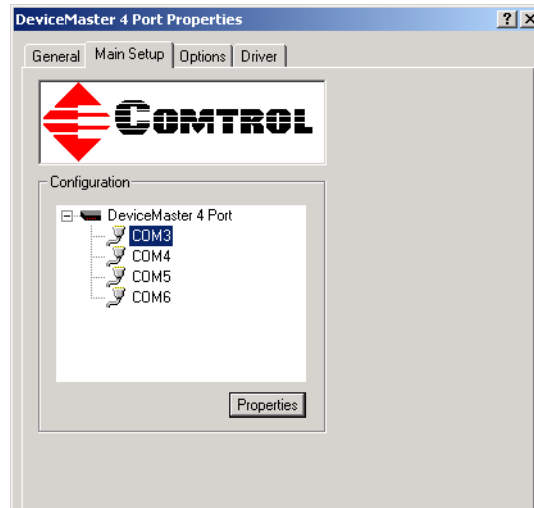 DeviceMaster 4 Port Properties
General Main Setup Options Driver
COMTROL
Configuration
DeviceMaster 4 Port
COM3
COM4
COM5
COM6
Properties